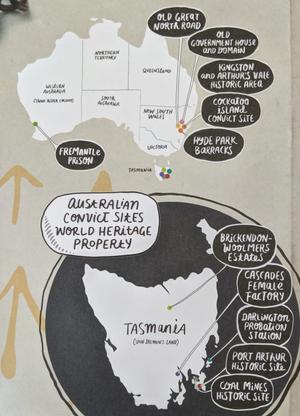 OLD GREAT
NORTH ROAD
OLD
GOVERNMENT HOUSE
AND DOMAIN
KINGSTON
AND ARTHUR'S VALE
HISTORIC AREA
COCKATOO
ISLAND
CONVICT SITE
HYDE PARK
BARRACKS
NORTHERN
TERRITORY
QUEENSLAND
WESTERN
AUSTRALIA
(SWAN RIVER COLONY)
SOUTH
AUSTRALIA
NEW SOUTH
WALES
VICTORIA
FREMANTLE
PRISON
TASMANIA
AUSTRALIAN
CONVICT SITES
WORLD HERITAGE
PROPERTY
BRICKENDON-
WOOLMERS
ESTATES
CASCADES
FEMALE
FACTORY
DARLINGTON
PROBATION
STATION
PORT ARTHUR
HISTORIC SITE
COAL MINES
HISTORIC SITE
TASMANIA
(VAN DIEMEN'S LAND)